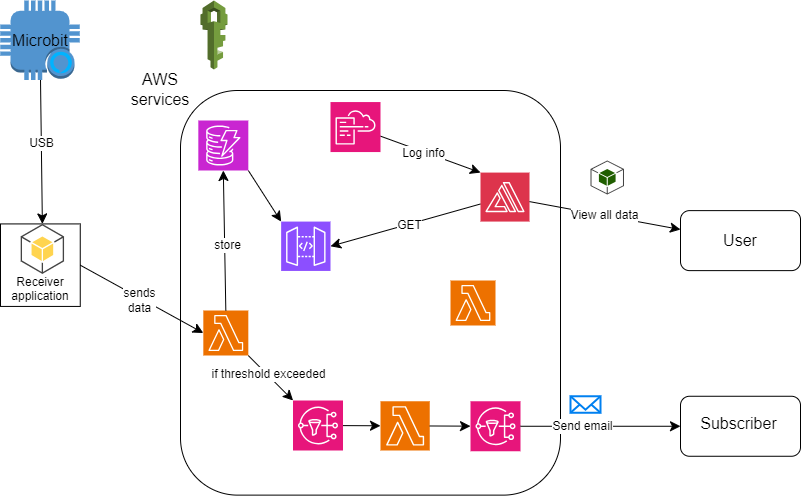 Microbit
AWS
services
USB
Log info
View all data
GET
User
store
Receiver
application
sends
data
if threshold exceeded
Send email
Subscriber